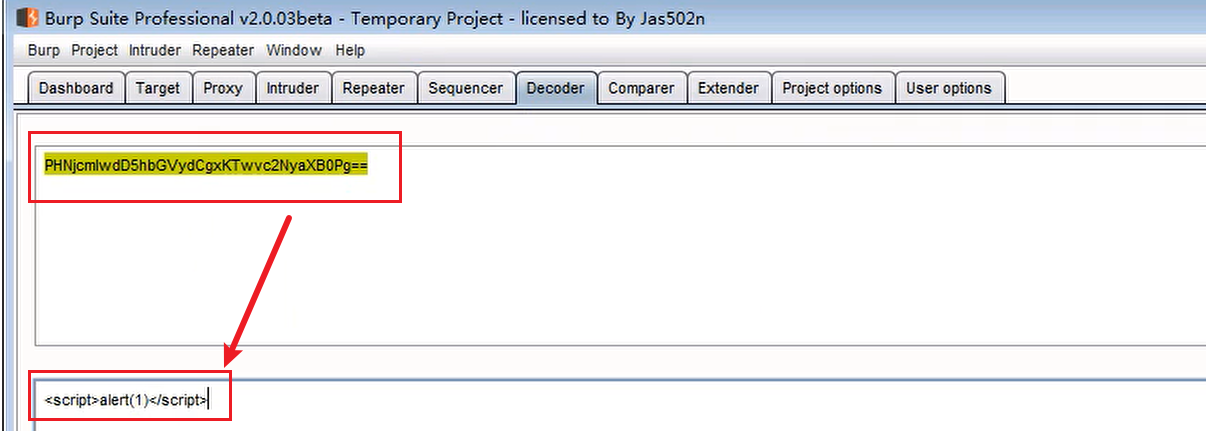 Burp Suite Professional v2.0.03beta - Temporary Project - licensed to By Jas502n
Burp Project Intruder Repeater Window Help
Dashboard Target Proxy Intruder Repeater Sequencer Decoder Comparer Extender Project options User options
PHNjcmlwdD5hbGVydCgxKTwvc2NyaXB0Pg==
<script>alert(1)</script>